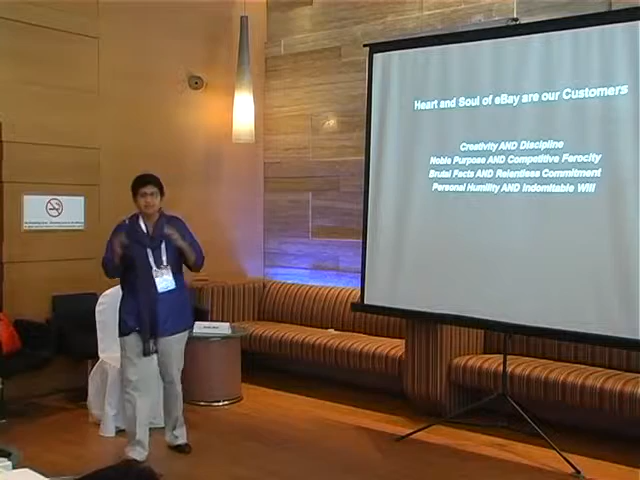 Heart and Soul of eBay are our Customers
Creativity AND Discipline
Noble Purpose AND Competitive Ferocity
Brutal Facts AND Relentless Commitment
Personal Humility AND Indomitable Will